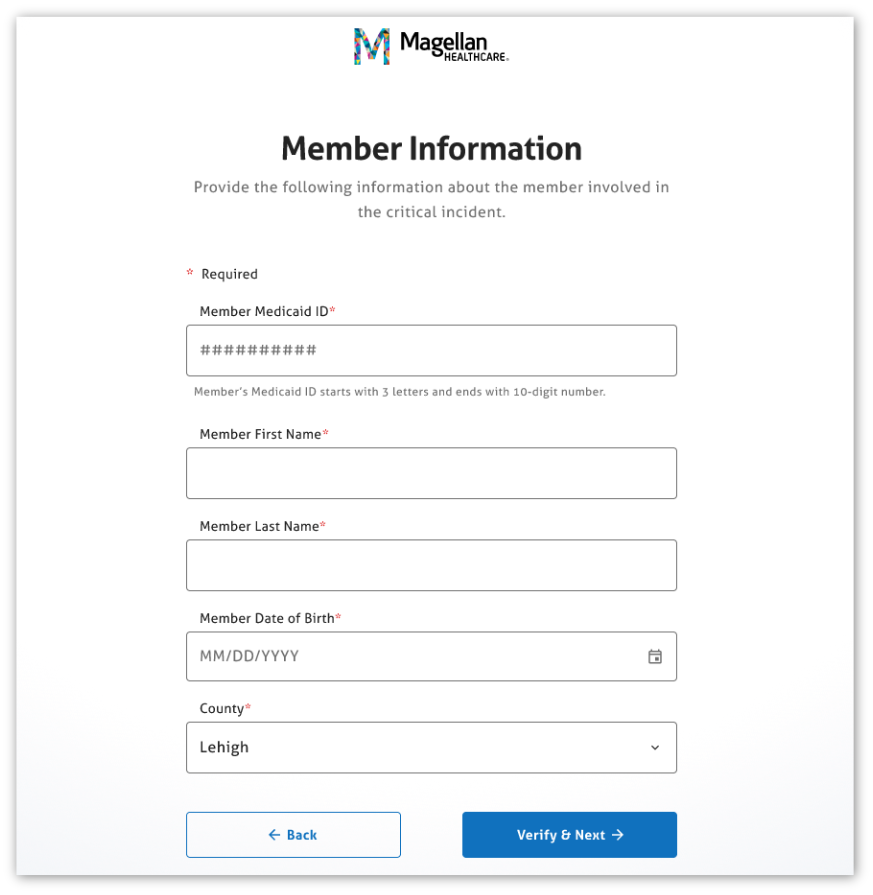 Magellan
HEALTHCARE
Member Information
Provide the following information about the member involved in
the critical incident.
* Required
Member Medicaid ID*
##########
Member's Medicaid ID starts with 3 letters and ends with 10-digit number.
Member First Name*
Member Last Name*
Member Date of Birth*
MM/DD/YYYY
County*
Lehigh
← Back
Verify & Next →